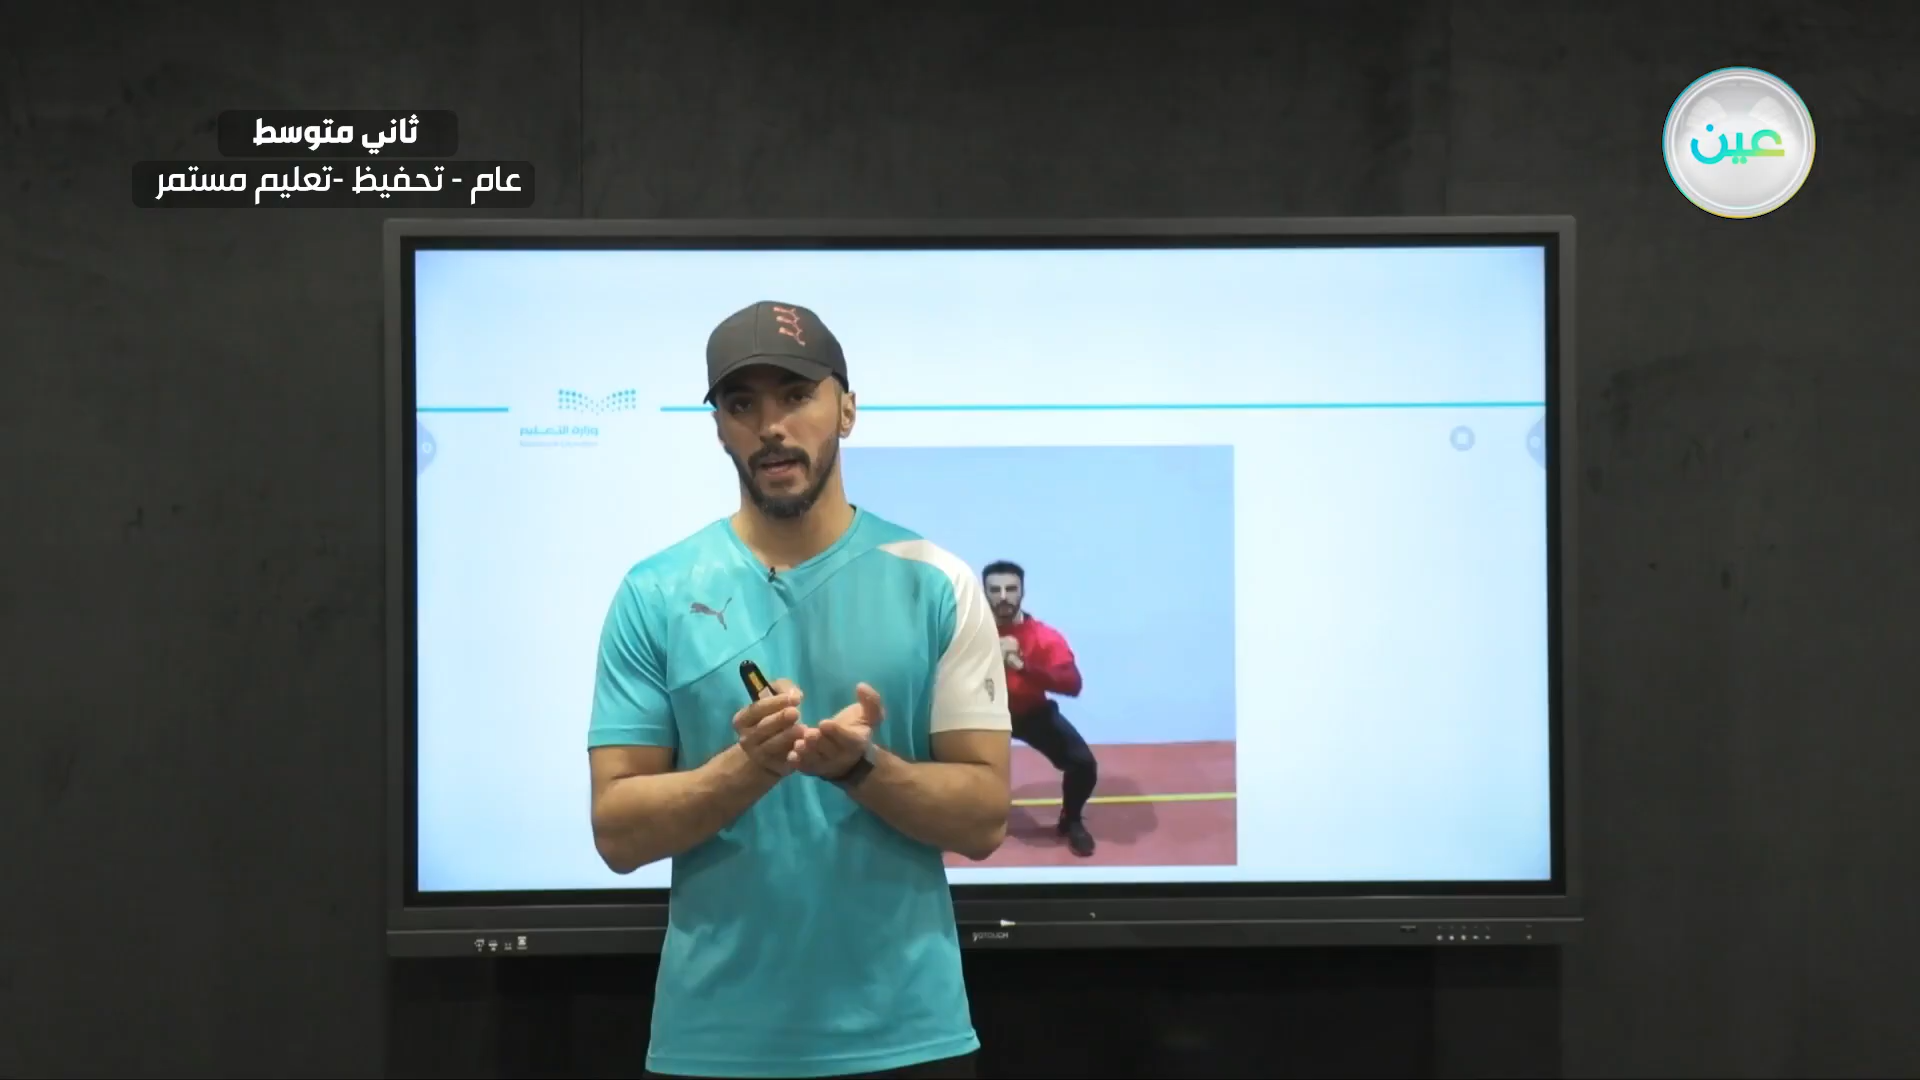 ثاني متوسط
عام - تحفيظ -تعليم مستمر
عين
وزارة التعليم